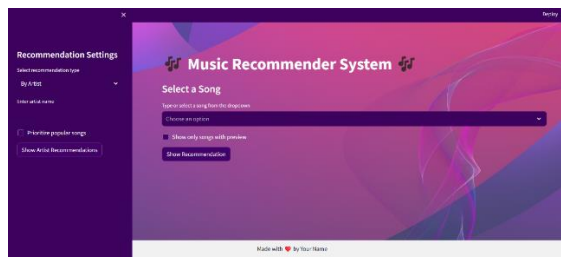 Deploy
Recommendation Settings
Select recommendation type
By Artist
Enter artist name
Prioritize popular songs
Show Artist Recommendations
Music Recommender System
Select a Song
Type or select a song from the dropdown
Choose an option
Show only songs with preview
Show Recommendation
Made with ❤️ by Your Name